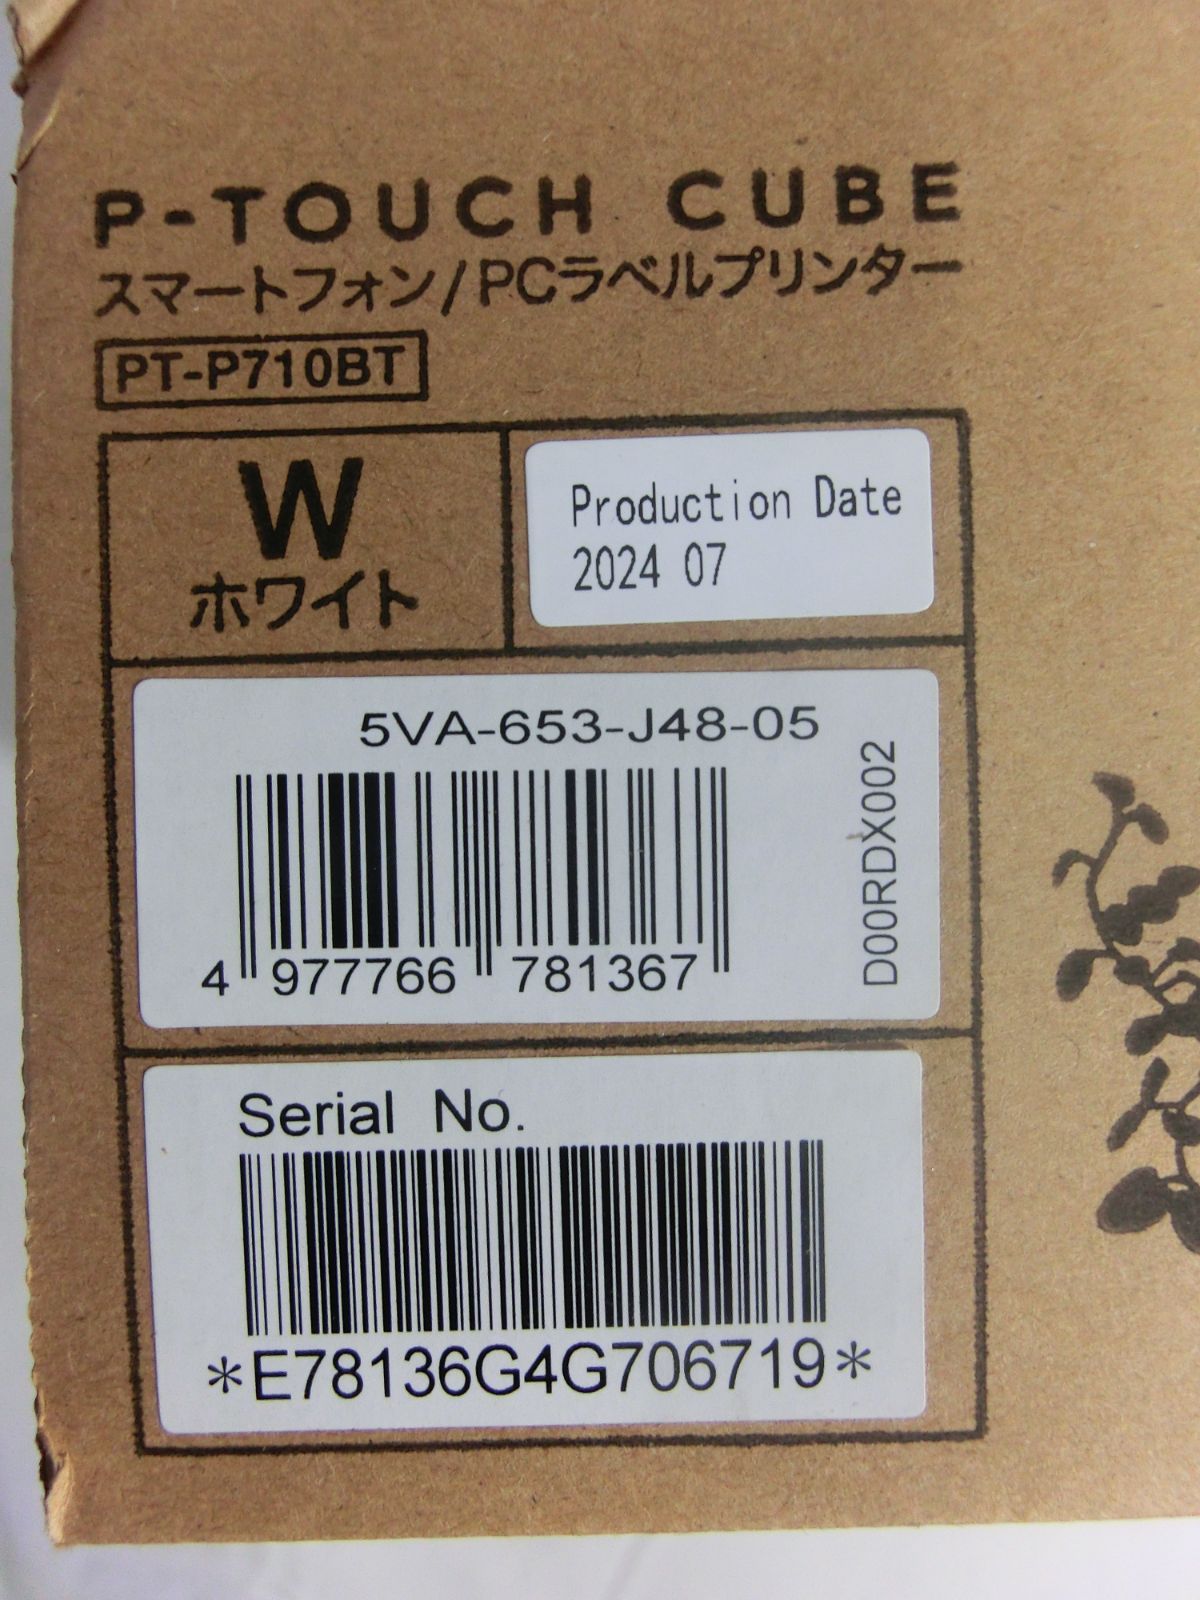 P-TOUCH CUBE
スマートフォン/PCラベルプリンター
PT-P710BT
W
ホワイト
Production Date
2024 07
5VA-653-J48-05
D00RDX002
4 977766 781367
Serial No.
*E78136G4G706719*